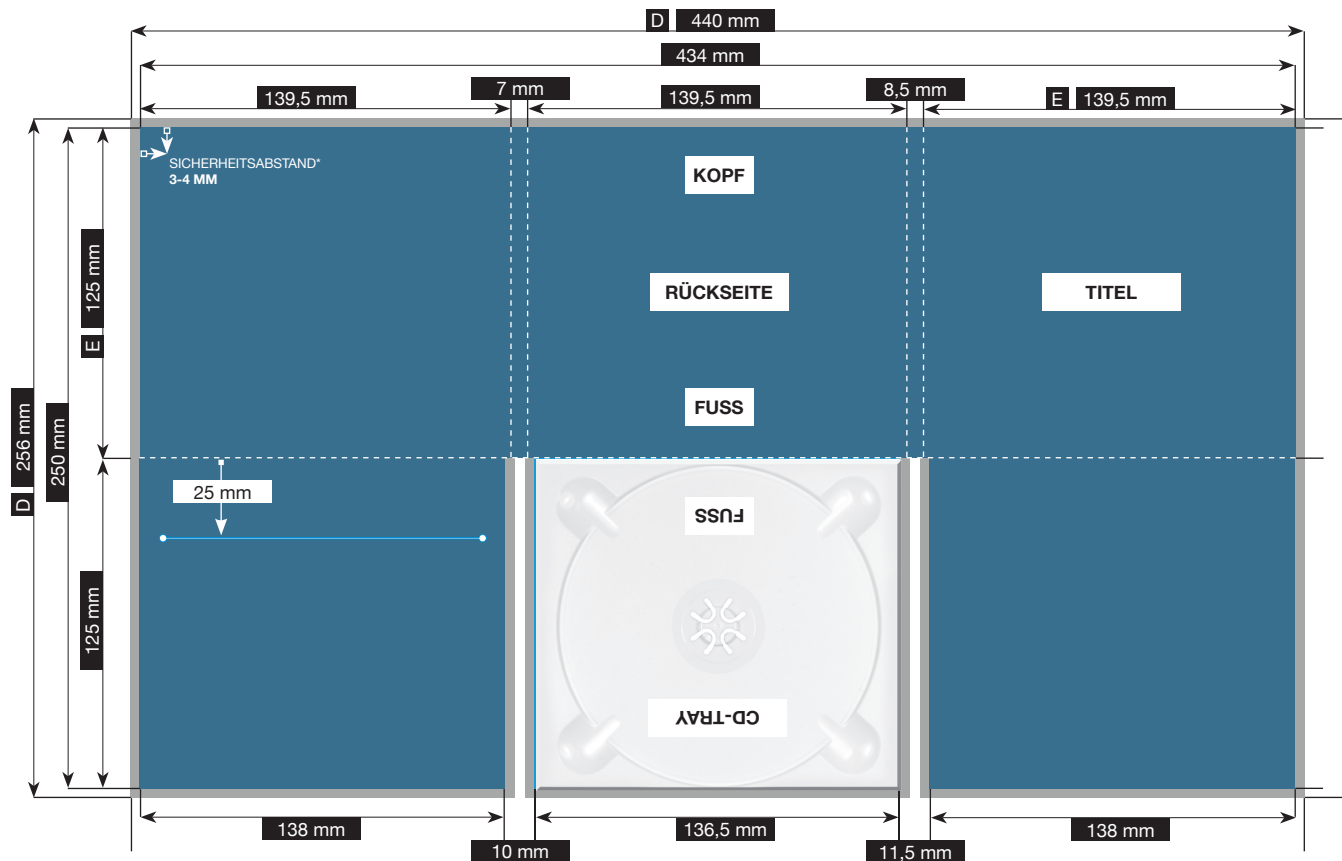 D 440 mm
434 mm
139,5 mm
7 mm
139,5 mm
8,5 mm
E 139,5 mm
SICHERHEITSABSTAND*
3-4 MM
KOPF
125 mm
E
RÜCKSEITE
TITEL
FUSS
D 256 mm
250 mm
25 mm
FUSS
125 mm
CD-TRAY
138 mm
10 mm
136,5 mm
11,5 mm
138 mm